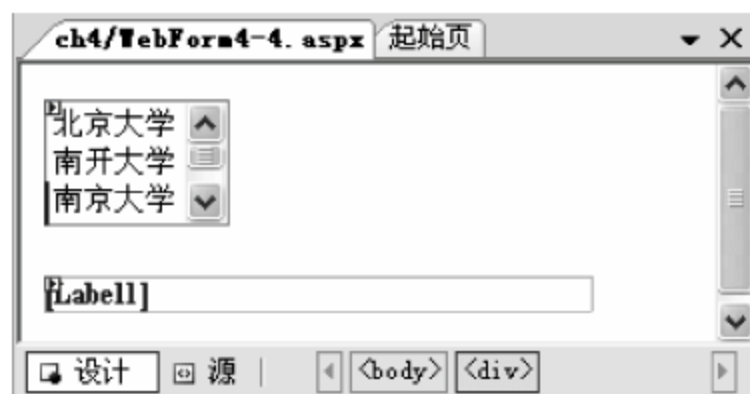 ch4/WebForm4-4.aspx 起始页
北京大学
南开大学
南京大学
[Label1]
设计 源 <body> <div>